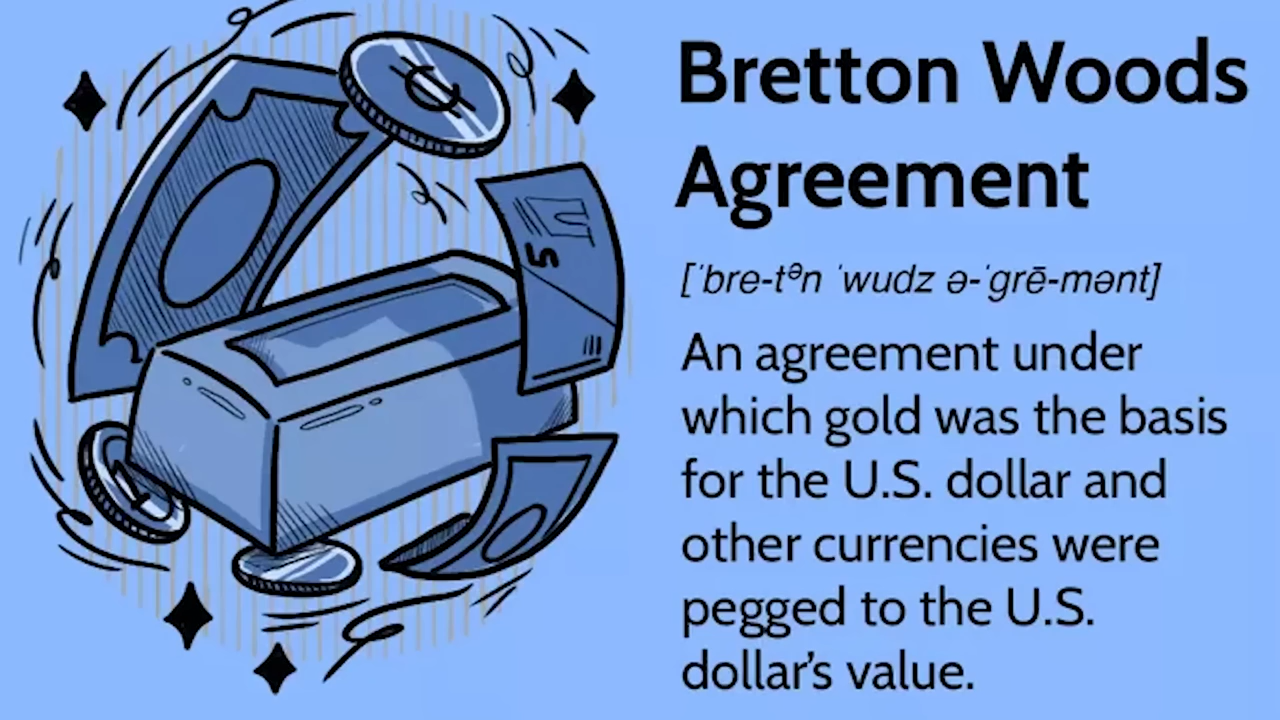 Bretton Woods
Agreement
[ˈbre-tᵊn ˈwudz ə-ˈgrē-mənt]
An agreement under
which gold was the basis
for the U.S. dollar and
other currencies were
pegged to the U.S.
dollar’s value.
5